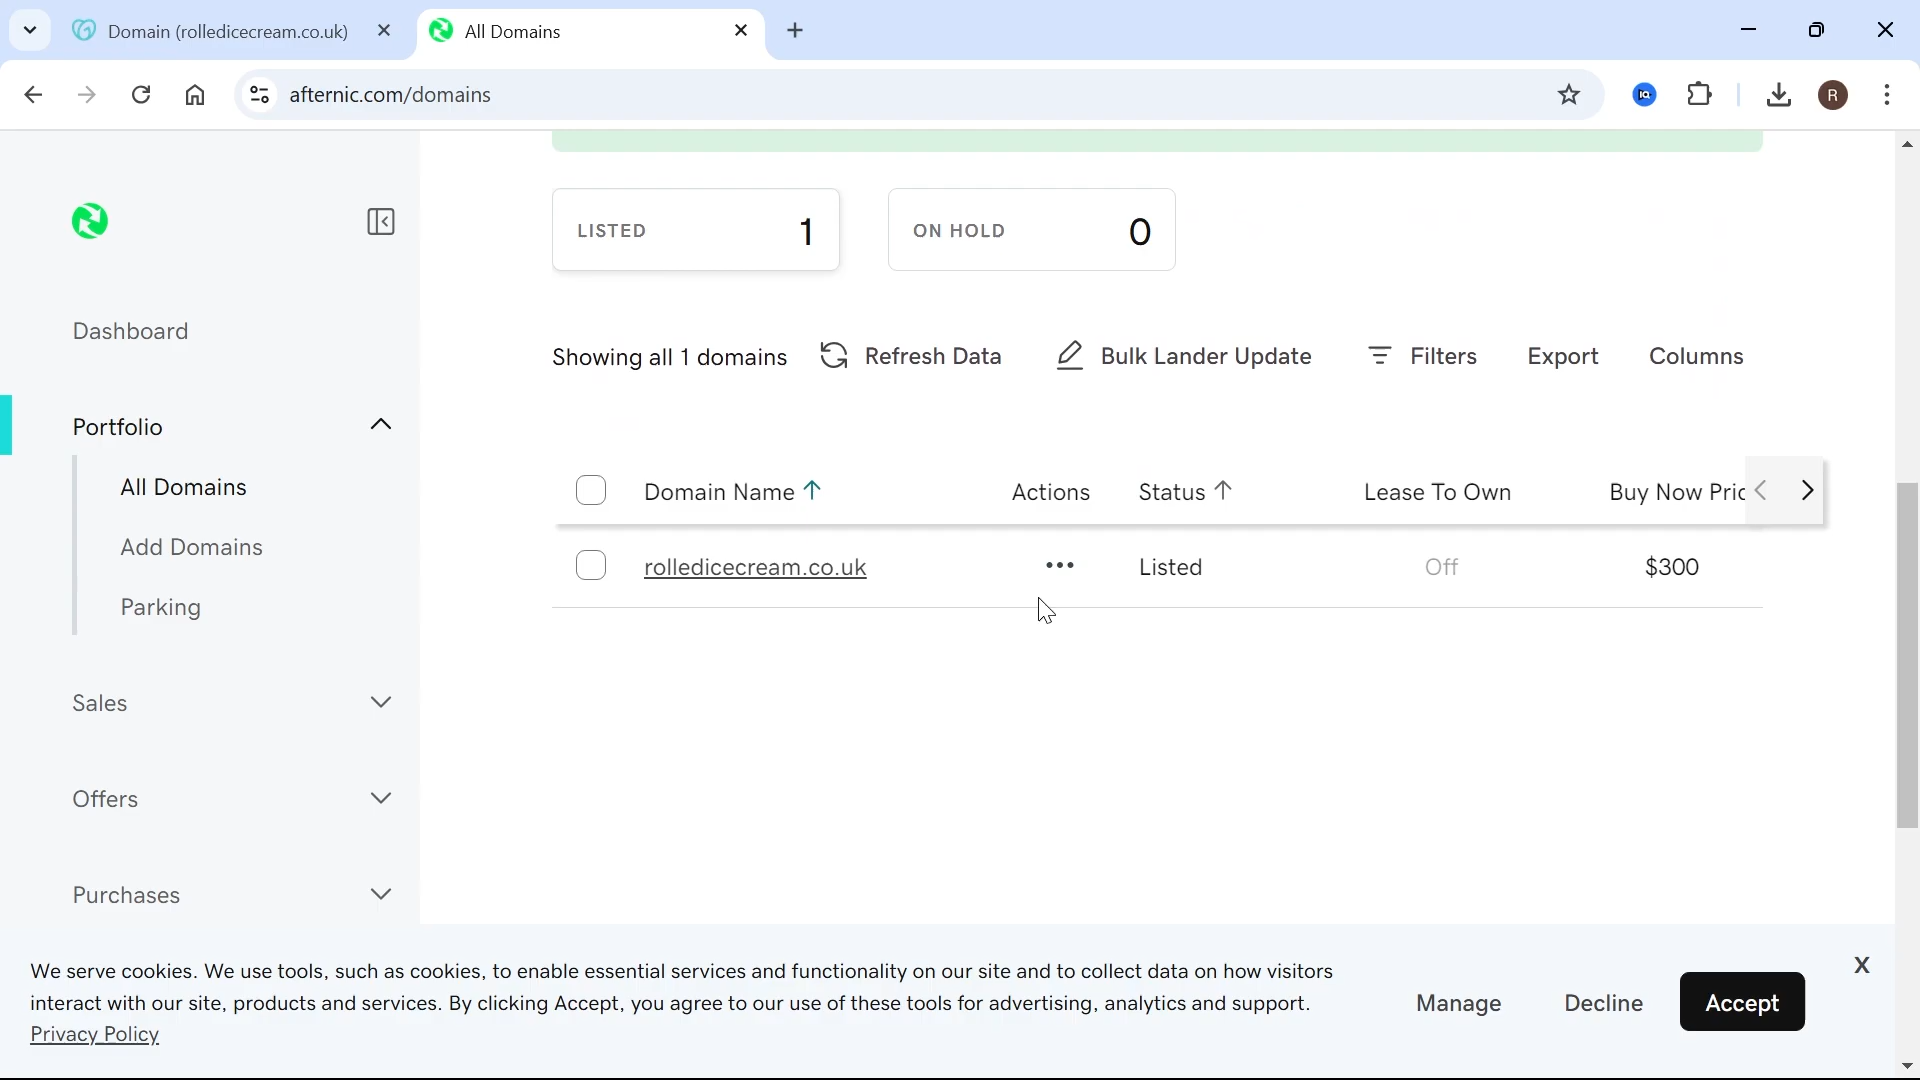 Domain (rolledicecream.co.uk)
All Domains
afternic.com/domains
R
LISTED 1
ON HOLD 0
Dashboard
Showing all 1 domains
Refresh Data
Bulk Lander Update
Filters
Export
Columns
Portfolio
All Domains
Add Domains
Parking
Domain Name Actions Status Lease To Own Buy Now Pric
rolledicecream.co.uk Listed Off $300
Sales
Offers
Purchases
We serve cookies. We use tools, such as cookies, to enable essential services and functionality on our site and to collect data on how visitors
interact with our site, products and services. By clicking Accept, you agree to our use of these tools for advertising, analytics and support.
Privacy Policy
Manage
Decline
Accept
X